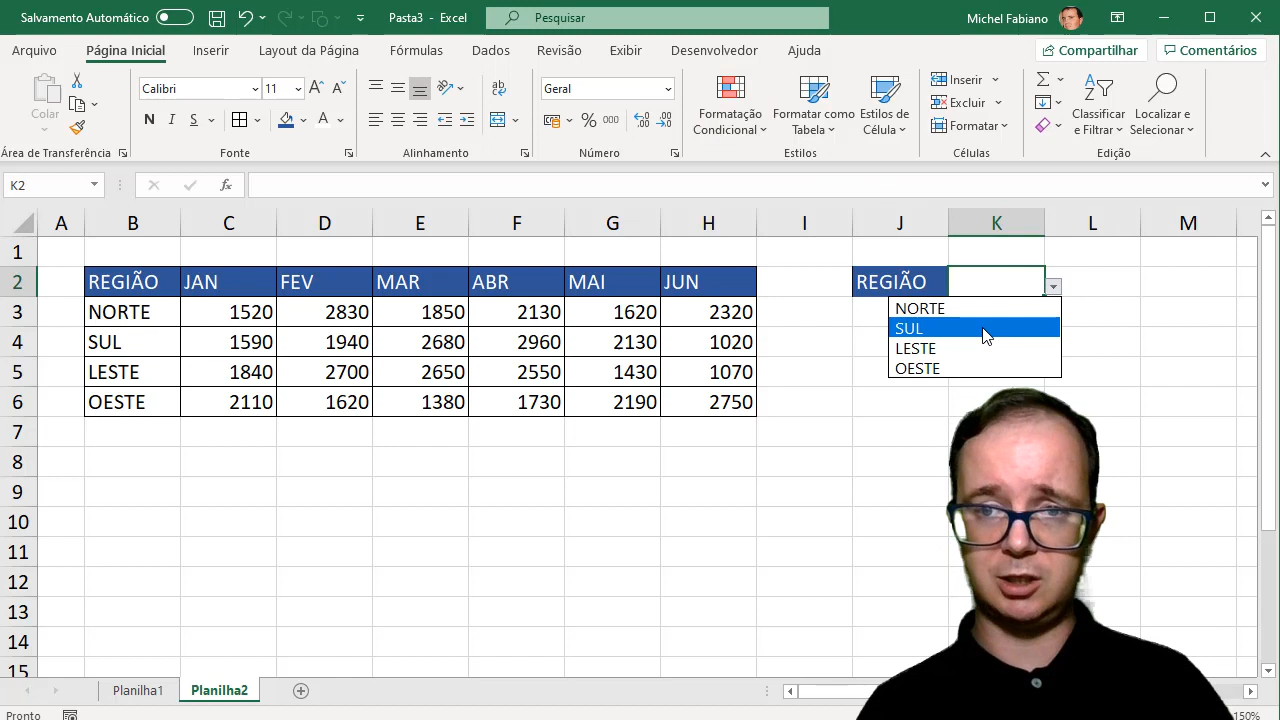 Salvamento Automático Pasta3 - Excel Pesquisar Michel Fabiano
Arquivo Página Inicial Inserir Layout da Página Fórmulas Dados Revisão Exibir Desenvolvedor Ajuda Compartilhar Comentários
Colar
Calibri 11
N I S
Geral
% 000
Formatação Condicional
Formatar como Tabela
Estilos de Célula
Inserir
Excluir
Formatar
Classificar e Filtrar
Localizar e Selecionar
Área de Transferência Fonte Alinhamento Número Estilos Células Edição
K2 fx
A B C D E F G H I J K L M
1
2 REGIÃO JAN FEV MAR ABR MAI JUN REGIÃO
3 NORTE 1520 2830 1850 2130 1620 2320
4 SUL 1590 1940 2680 2960 2130 1020
5 LESTE 1840 2700 2650 2550 1430 1070
6 OESTE 2110 1620 1380 1730 2190 2750
NORTE
SUL
LESTE
OESTE
7
8
9
10
11
12
13
14
15
Planilha1 Planilha2
Pronto 150%